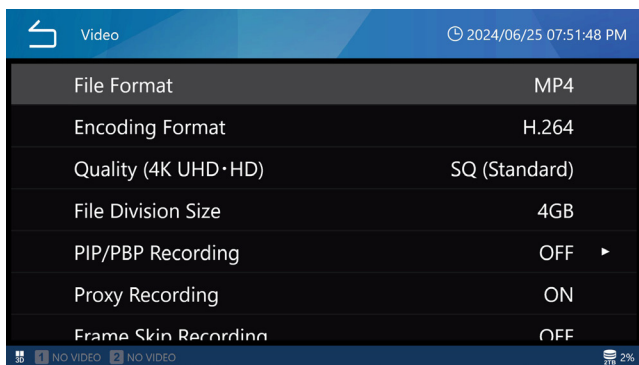 Video 2024/06/25 07:51:48 PM
File Format MP4
Encoding Format H.264
Quality (4K UHD・HD) SQ (Standard)
File Division Size 4GB
PIP/PBP Recording OFF
Proxy Recording ON
Frame Skip Recording OFF
3D 1 NO VIDEO 2 NO VIDEO 2TB 2%